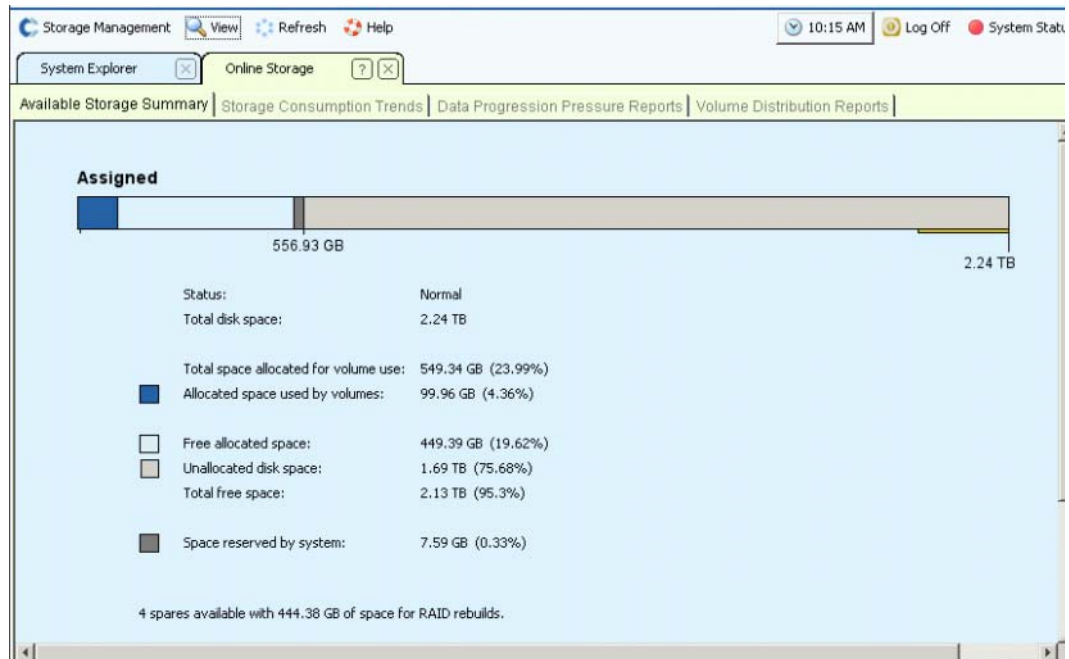 Storage Management View Refresh Help 10:15 AM Log Off System Statu
System Explorer Online Storage ?
Available Storage Summary Storage Consumption Trends Data Progression Pressure Reports Volume Distribution Reports
Assigned
556.93 GB
2.24 TB
Status: Normal
Total disk space: 2.24 TB
Total space allocated for volume use: 549.34 GB (23.99%)
Allocated space used by volumes: 99.96 GB (4.36%)
Free allocated space: 449.39 GB (19.62%)
Unallocated disk space: 1.69 TB (75.68%)
Total free space: 2.13 TB (95.3%)
Space reserved by system: 7.59 GB (0.33%)
4 spares available with 444.38 GB of space for RAID rebuilds.